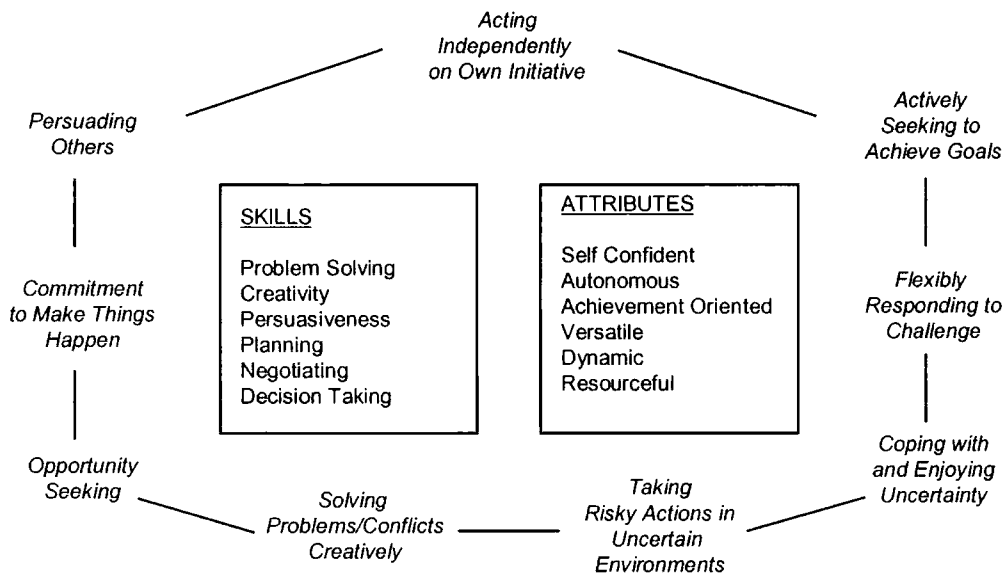 Acting
Independently
on Own Initiative
Persuading
Others
Actively
Seeking to
Achieve Goals
SKILLS
Problem Solving
Creativity
Persuasiveness
Planning
Negotiating
Decision Taking
ATTRIBUTES
Self Confident
Autonomous
Achievement Oriented
Versatile
Dynamic
Resourceful
Commitment
to Make Things
Happen
Flexibly
Responding to
Challenge
Opportunity
Seeking
Solving
Problems/Conflicts
Creatively
Taking
Risky Actions in
Uncertain
Environments
Coping with
and Enjoying
Uncertainty